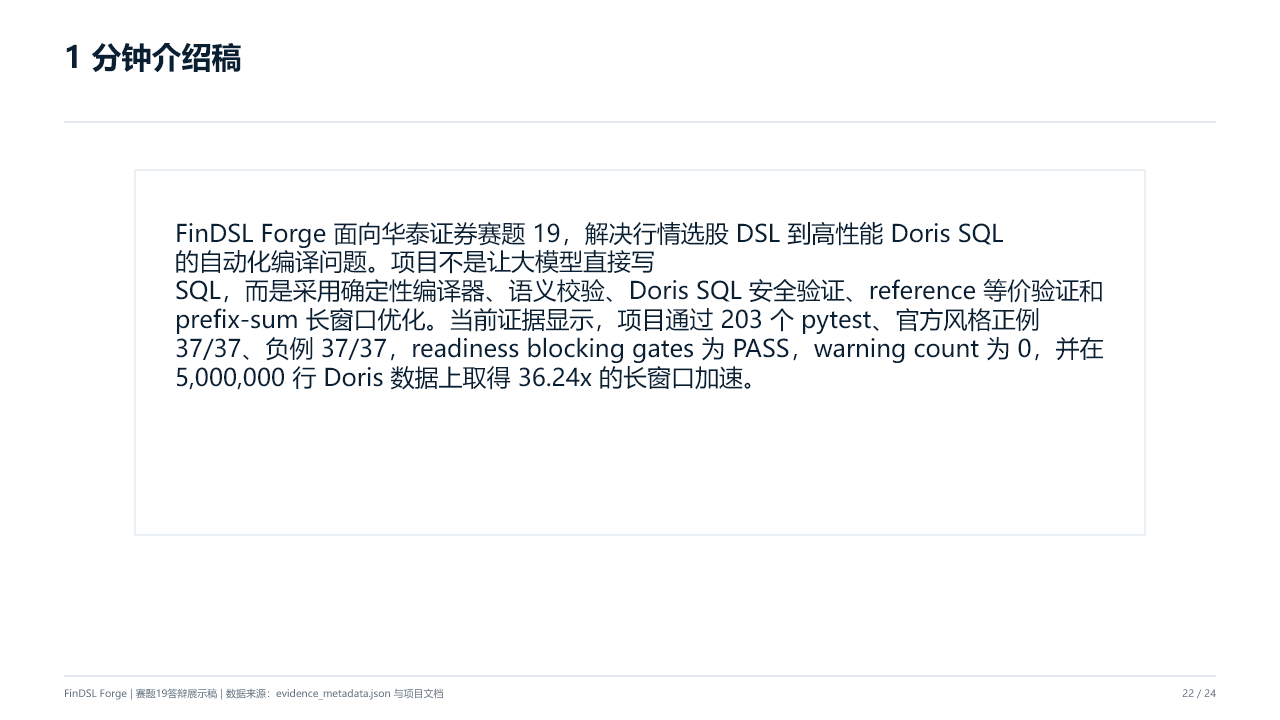 1 分钟介绍稿
FinDSL Forge 面向华泰证券赛题 19，解决行情选股 DSL 到高性能 Doris SQL
的自动化编译问题。项目不是让大模型直接写
SQL，而是采用确定性编译器、语义校验、Doris SQL 安全验证、reference 等价验证和
prefix-sum 长窗口优化。当前证据显示，项目通过 203 个 pytest、官方风格正例
37/37、负例 37/37，readiness blocking gates 为 PASS，warning count 为 0，并在
5,000,000 行 Doris 数据上取得 36.24x 的长窗口加速。
FinDSL Forge | 赛题19答辩展示稿 | 数据来源：evidence_metadata.json 与项目文档
22 / 24